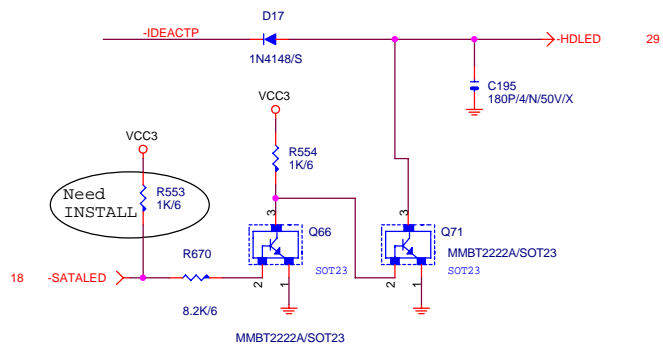 D17
-IDEACTP
-HDLED 29
1N4148/S
C195
180P/4/N/50V/X
VCC3
VCC3
R554
1K/6
Need
INSTALL
R553
1K/6
3
3
Q66
Q71
MMBT2222A/SOT23
R670
SOT23
SOT23
18 -SATALED
2
1
2
1
8.2K/6
MMBT2222A/SOT23